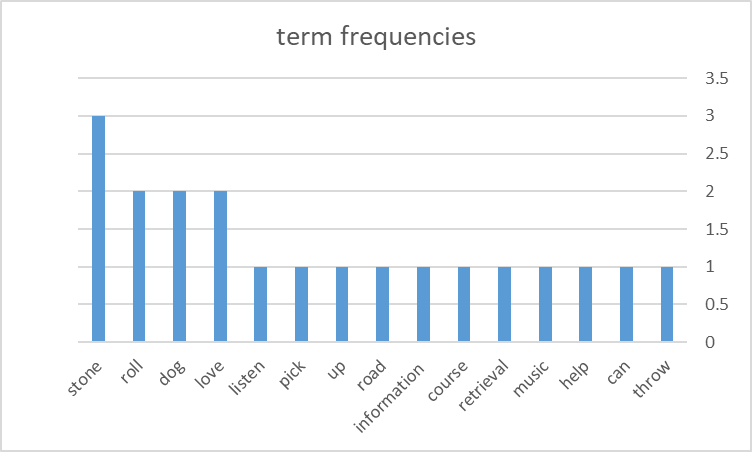 term frequencies
3.5
3
2.5
2
1.5
1
0.5
0
stone
roll
dog
love
listen
pick
up
road
information
course
retrieval
music
help
can
throw